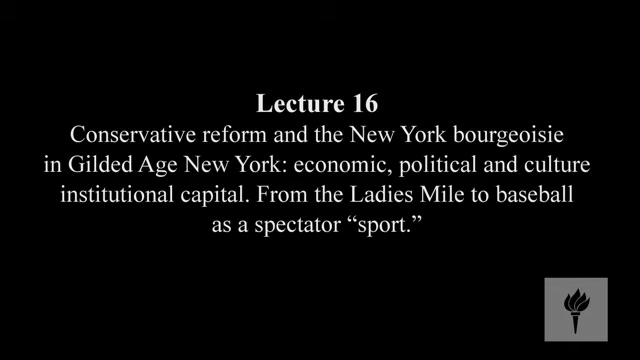 Lecture 16
Conservative reform and the New York bourgeoisie
in Gilded Age New York: economic, political and culture
institutional capital. From the Ladies Mile to baseball
as a spectator “sport.”